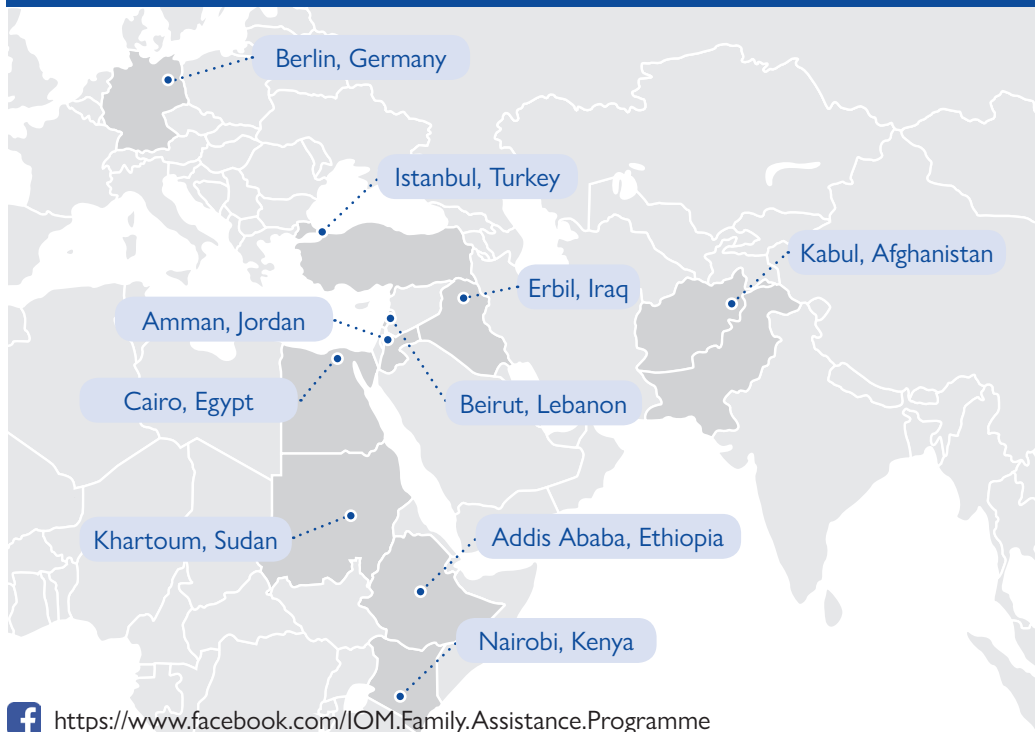 Berlin, Germany
Istanbul, Turkey
Kabul, Afghanistan
Erbil, Iraq
Amman, Jordan
Cairo, Egypt
Beirut, Lebanon
Khartoum, Sudan
Addis Ababa, Ethiopia
Nairobi, Kenya
f https://www.facebook.com/IOM.Family.Assistance.Programme